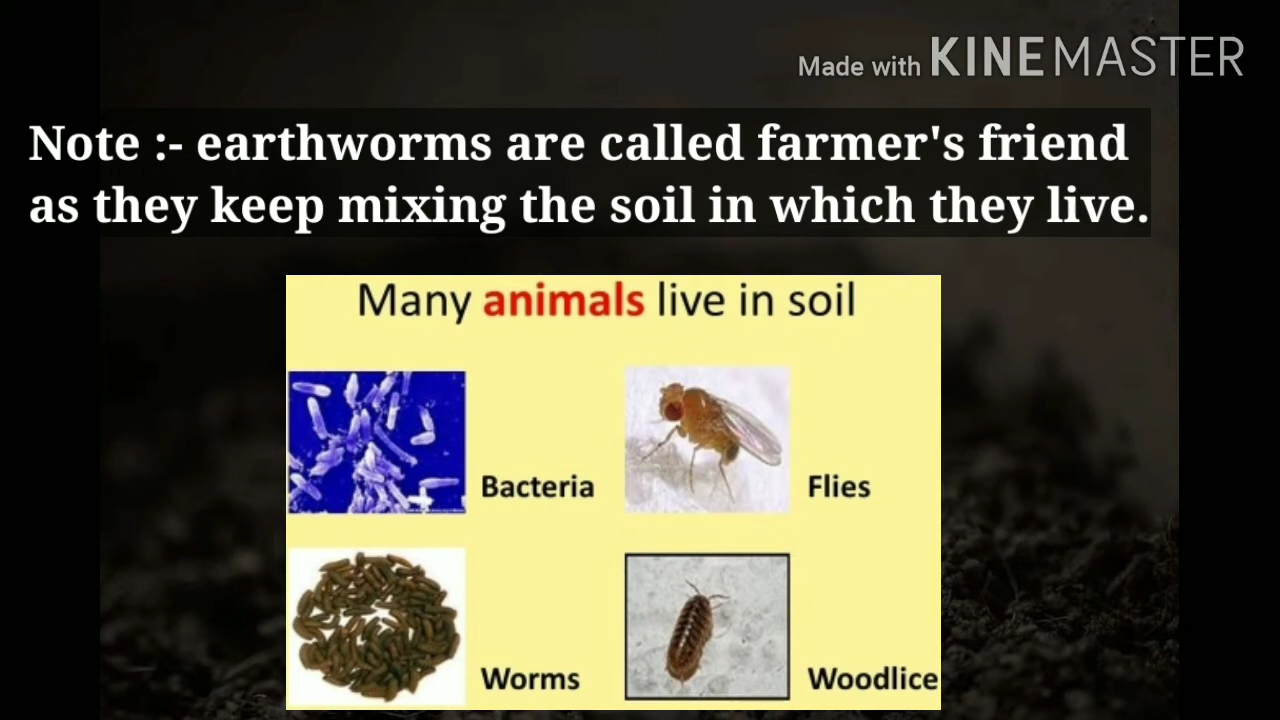 Made with KINEMASTER
Note :- earthworms are called farmer's friend
as they keep mixing the soil in which they live.
Many animals live in soil
Bacteria
Flies
Worms
Woodlice